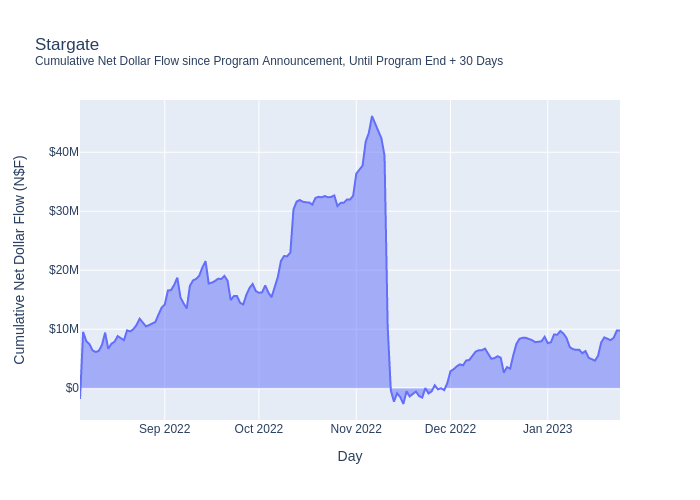 Stargate
Cumulative Net Dollar Flow since Program Announcement, Until Program End + 30 Days
Cumulative Net Dollar Flow (N$F)
$40M
$30M
$20M
$10M
$0
Sep 2022
Oct 2022
Nov 2022
Dec 2022
Jan 2023
Day